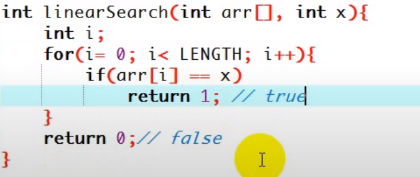 int linearSearch(int arr[], int x){
int i;
for(i= 0; i< LENGTH; i++){
if(arr[i] == x)
return 1; // true
}
return 0;// false
}